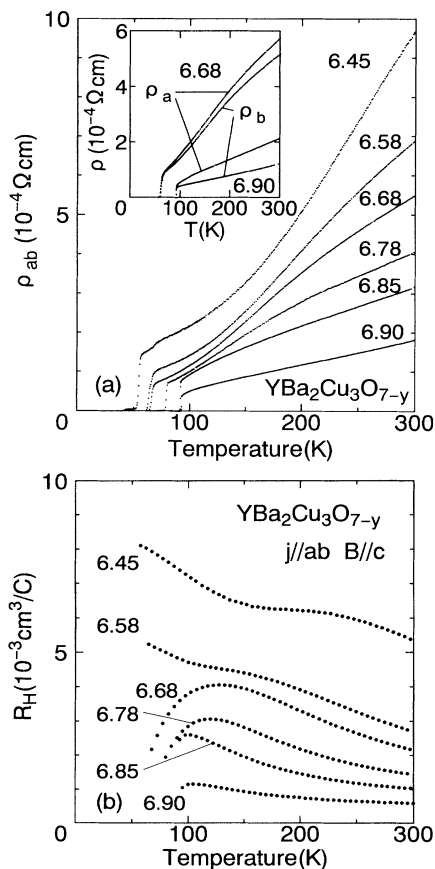 10
6
6.45
6.68
4
ρa
ρb
6.58
ρ (10⁻⁴ Ω cm)
2
6.68
6.90
0
0 100 200 300
T(K)
5
6.78
6.85
ρab (10⁻⁴ Ω cm)
6.90
(a)
YBa₂Cu₃O₇₋y
0
0 100 200 300
Temperature(K)
10
YBa₂Cu₃O₇₋y
j//ab B//c
6.45
6.58
5
6.68
6.78
6.85
RH(10⁻³cm³/C)
6.90
(b)
0
0 100 200 300
Temperature(K)